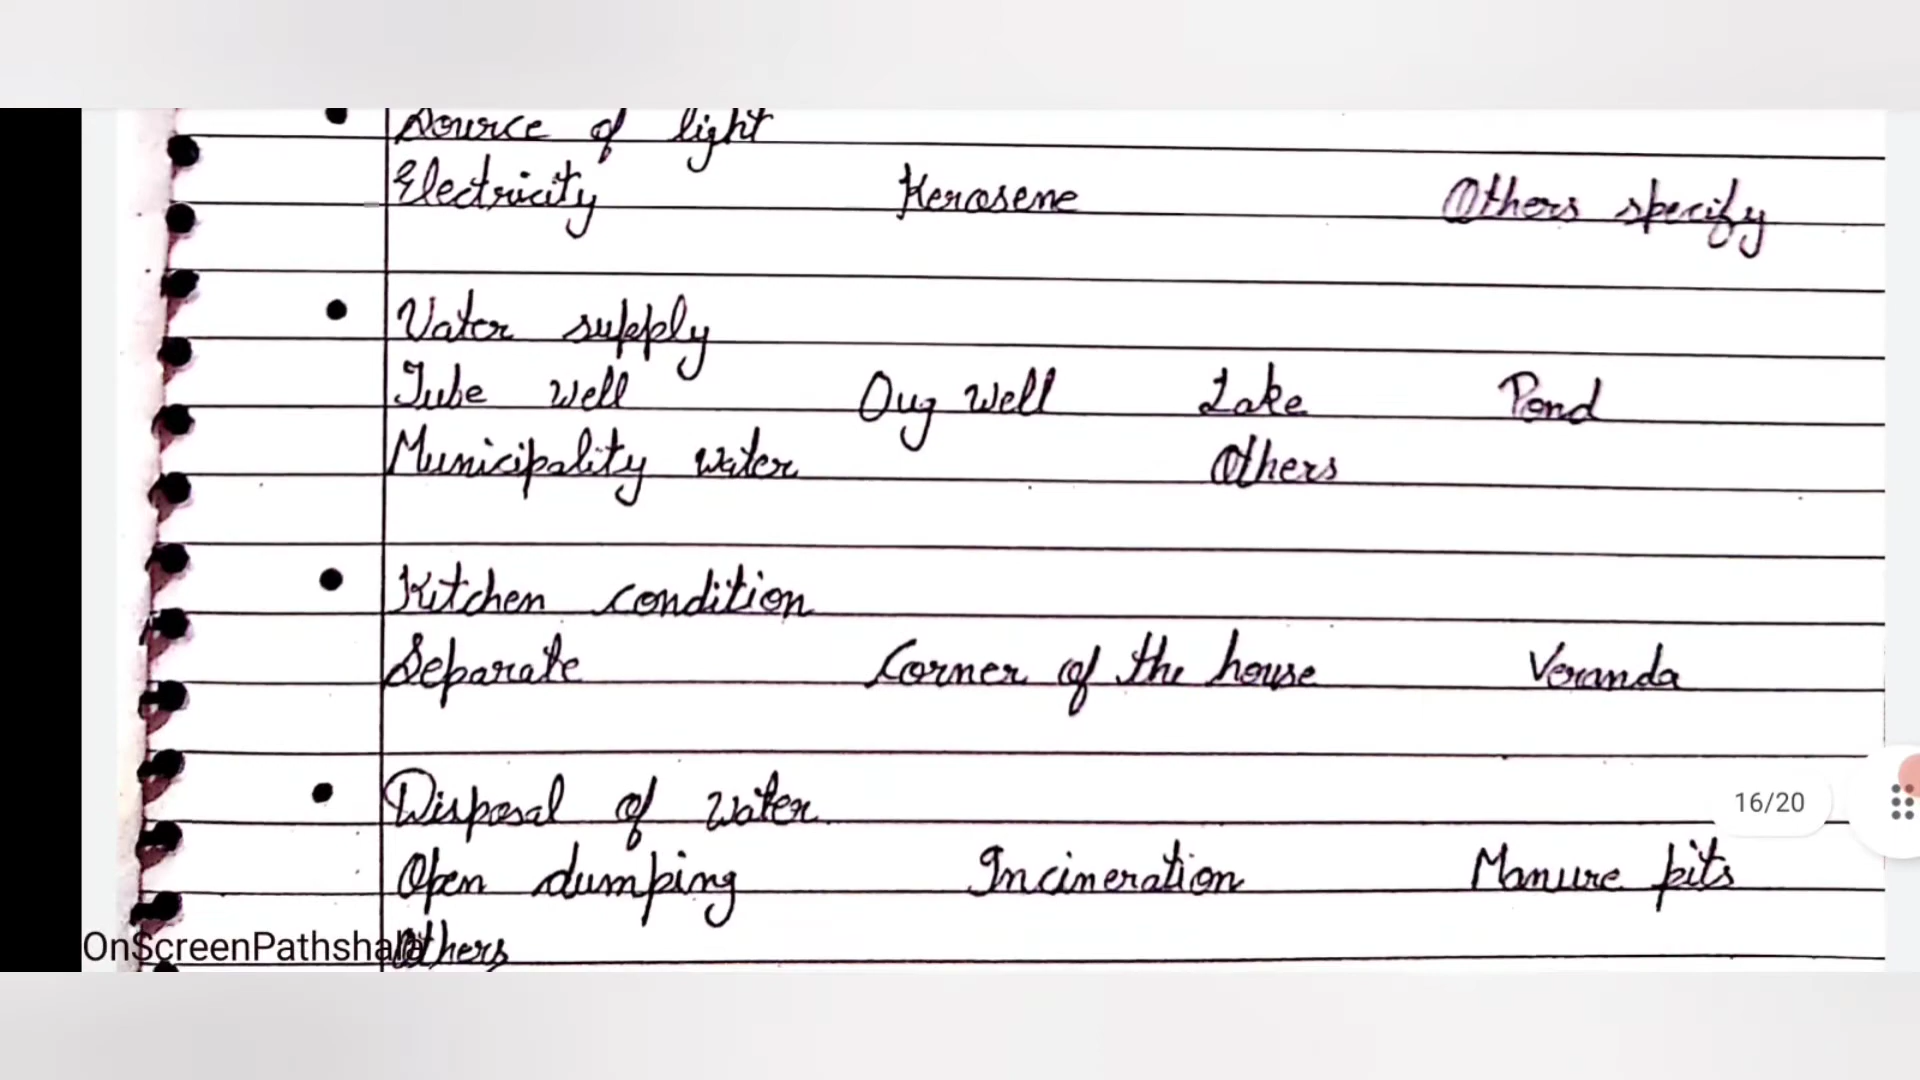 Source of light
Electricity Kerosene Others specify
Vater supply
Tube well Dug well Lake Pond
Municipality water Others
Kitchen condition
Separate Corner of the house Veranda
Disposal of water
16/20
Open dumping Incineration Manure pits
Others
OnScreenPathshala